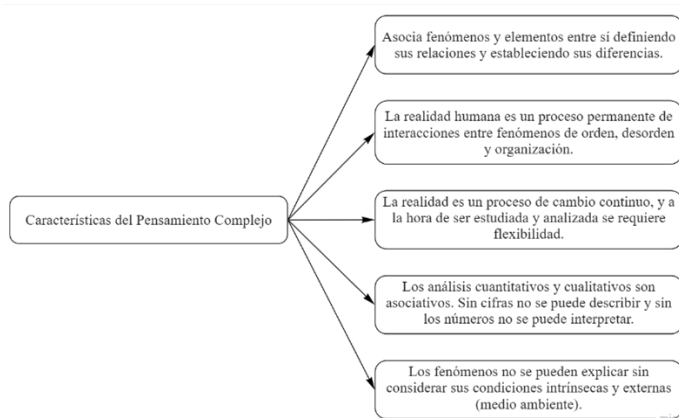 Asocia fenómenos y elementos entre sí definiendo
sus relaciones y estableciendo sus diferencias.
La realidad humana es un proceso permanente de
interacciones entre fenómenos de orden, desorden
y organización.
Características del Pensamiento Complejo
La realidad es un proceso de cambio continuo, y a
la hora de ser estudiada y analizada se requiere
flexibilidad.
Los análisis cuantitativos y cualitativos son
asociativos. Sin cifras no se puede describir y sin
los números no se puede interpretar.
Los fenómenos no se pueden explicar sin
considerar sus condiciones intrínsecas y externas
(medio ambiente).